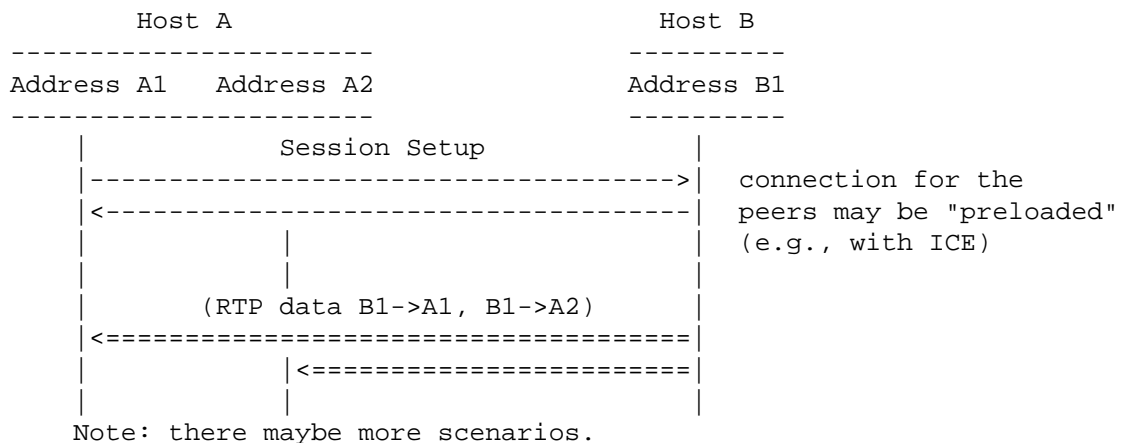 Host A                         Host B
-----------------------                ----------
Address A1   Address A2                Address B1
-----------------------                ----------
    |            Session Setup             |
    |------------------------------------->|  connection for the
    |<-------------------------------------|  peers may be "preloaded"
    |            |                         |  (e.g., with ICE)
    |            |                         |
    |       (RTP data B1->A1, B1->A2)      |
    |<=====================================|
    |            |<========================|
    |            |                         |
    Note: there maybe more scenarios.